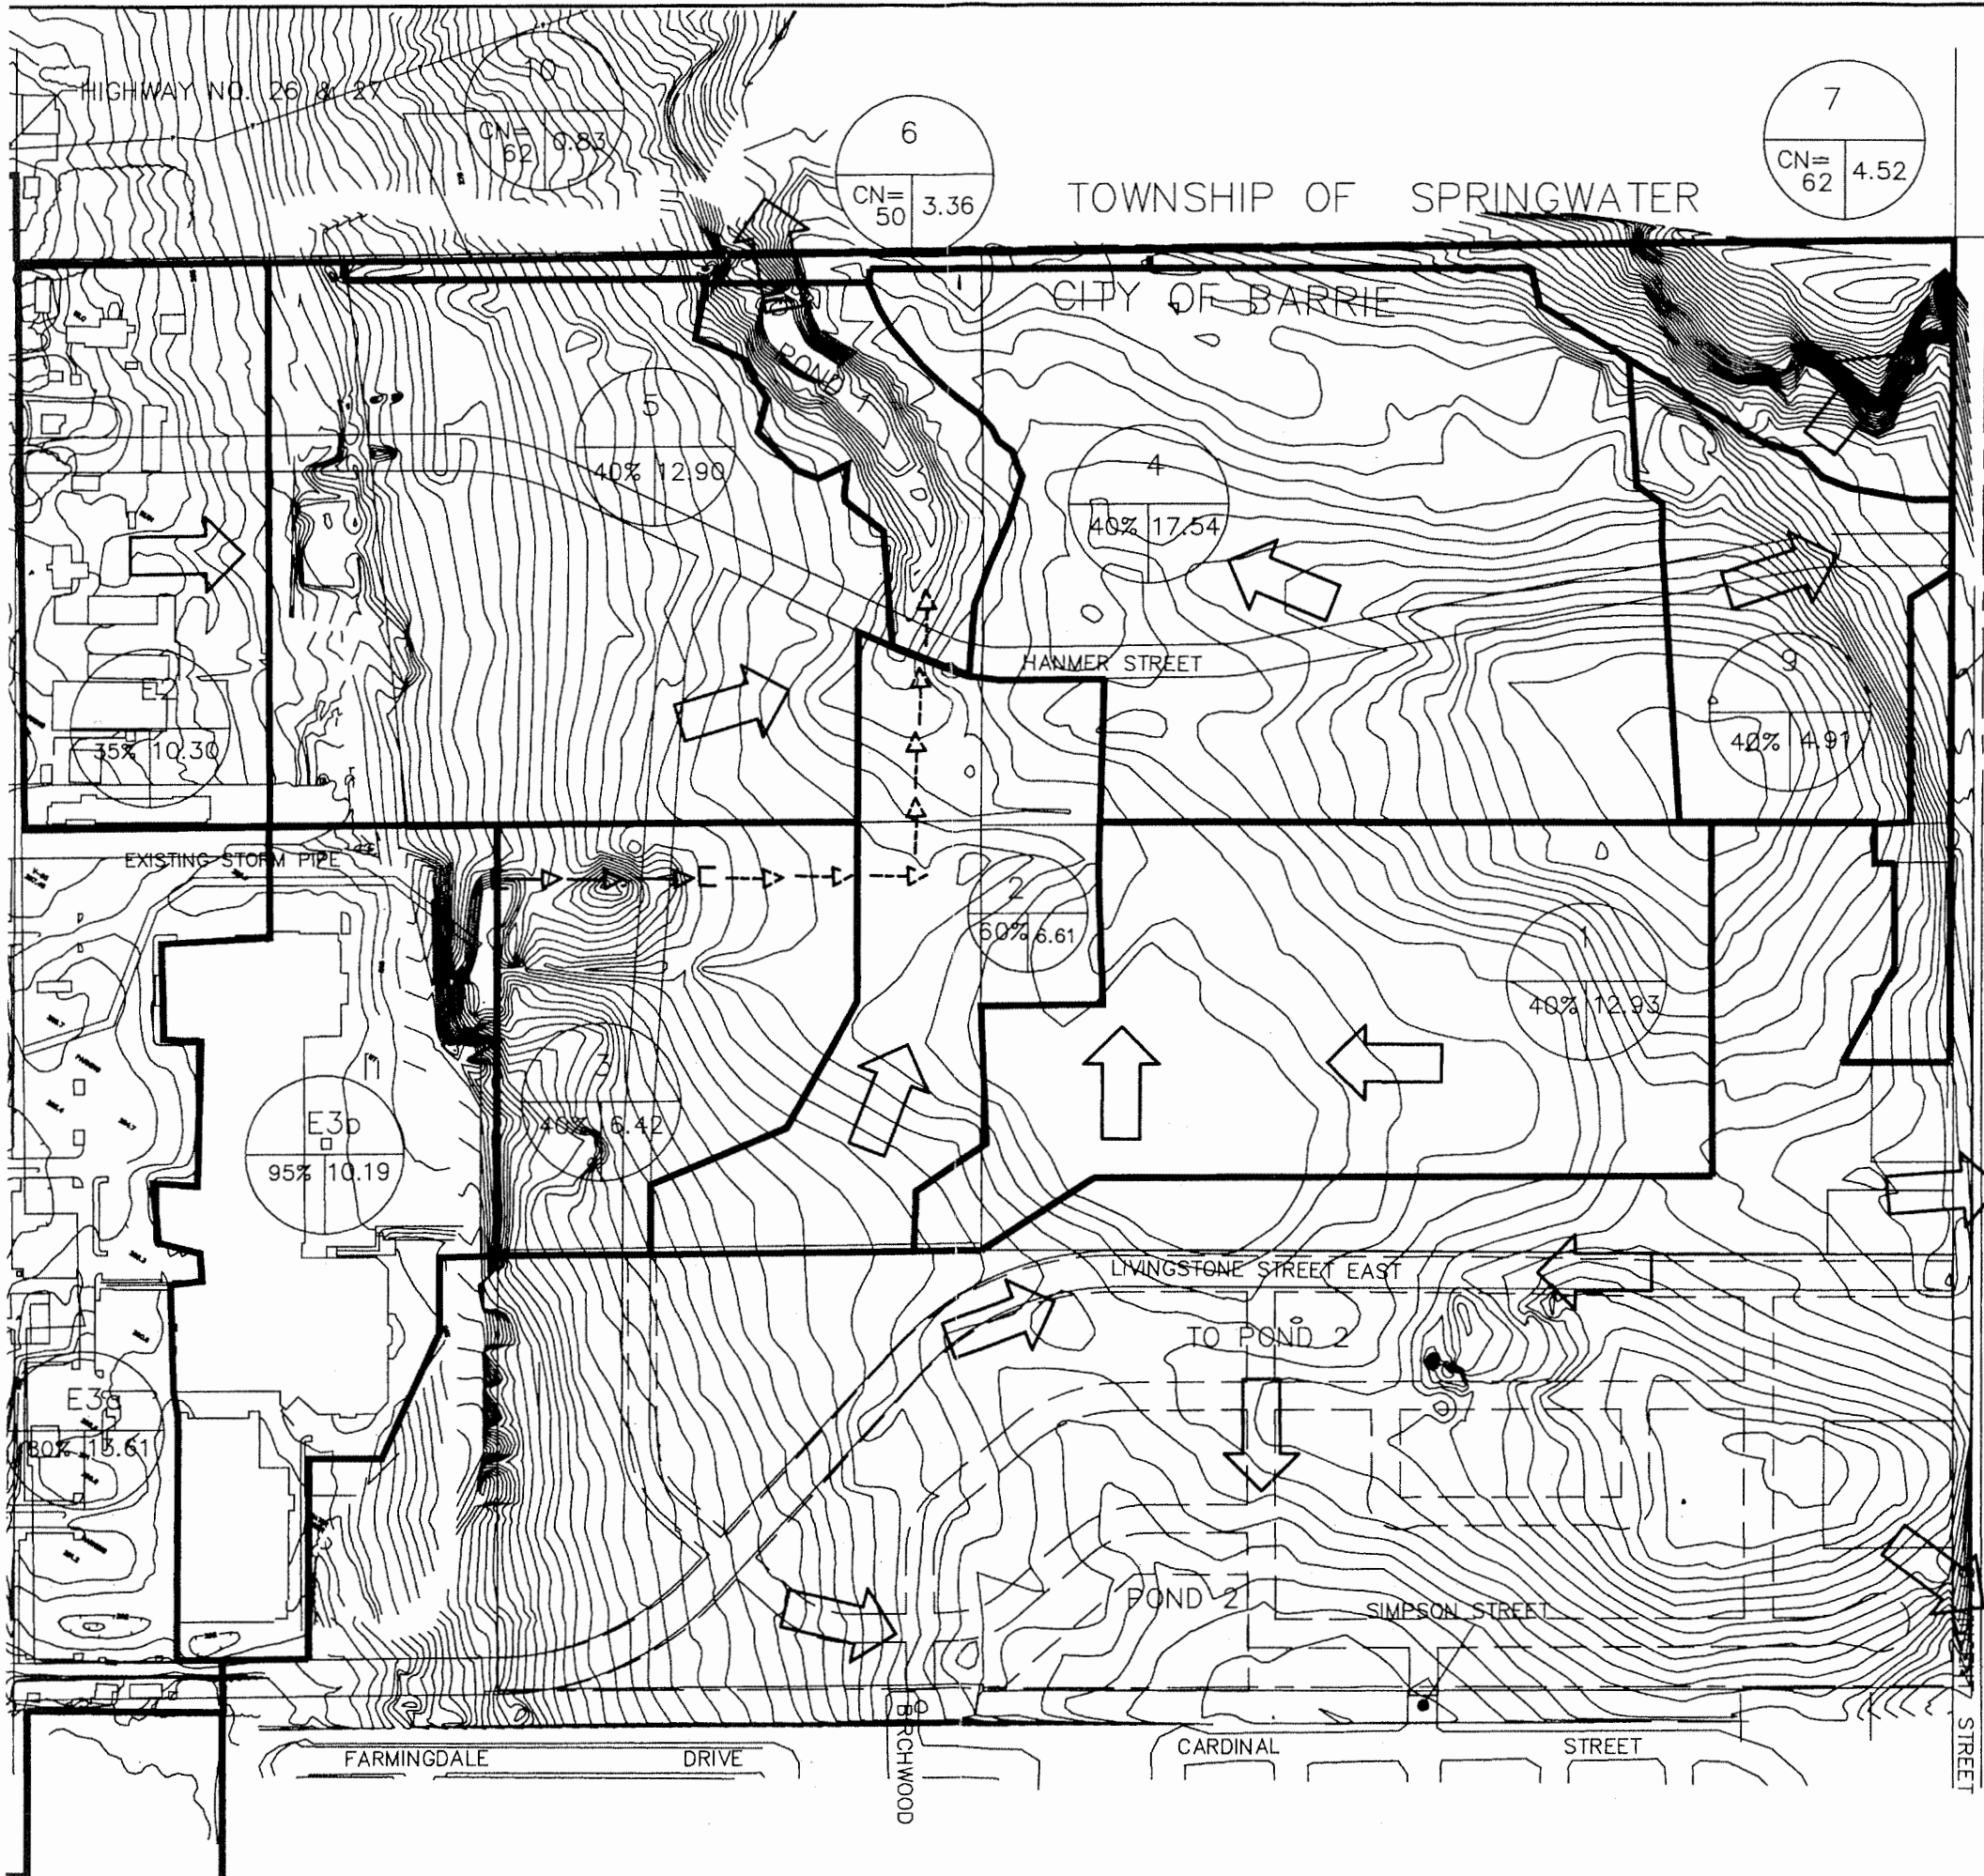 HIGHWAY NO. 26 & 27
10
CN=
62
0.83
6
CN=
50
3.36
7
CN=
62
4.52
TOWNSHIP OF SPRINGWATER
CITY OF BARRIE
POND 1
5
40%
12.90
4
40%
17.54
HANMER STREET
E2
35%
10.30
9
40%
4.91
EXISTING STORM PIPE
2
60%
6.61
1
40%
12.93
3
40%
6.42
E3b
95%
10.19
LIVINGSTONE STREET EAST
TO POND 2
E3a
80%
13.61
POND 2
SIMPSON STREET
FARMINGDALE DRIVE
BIRCHWOOD
CARDINAL STREET
STREET